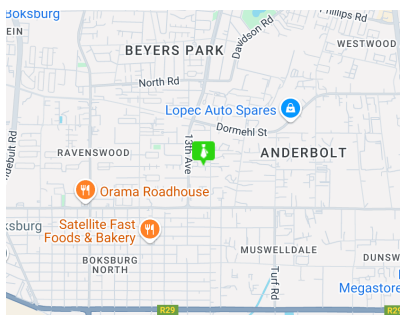 Boksburg
EIN
Phillips Rd
Davidson Rd
BEYERS PARK
WESTWOOD
North Rd
Lopec Auto Spares
Dormehl St
13th Ave
RAVENSWOOD
ANDERBOLT
Orama Roadhouse
Satellite Fast
Foods & Bakery
ksburg
MUSWELLDALE
BOKSBURG
NORTH
DUNSW
Turf Rd
Megastore
R29
R29